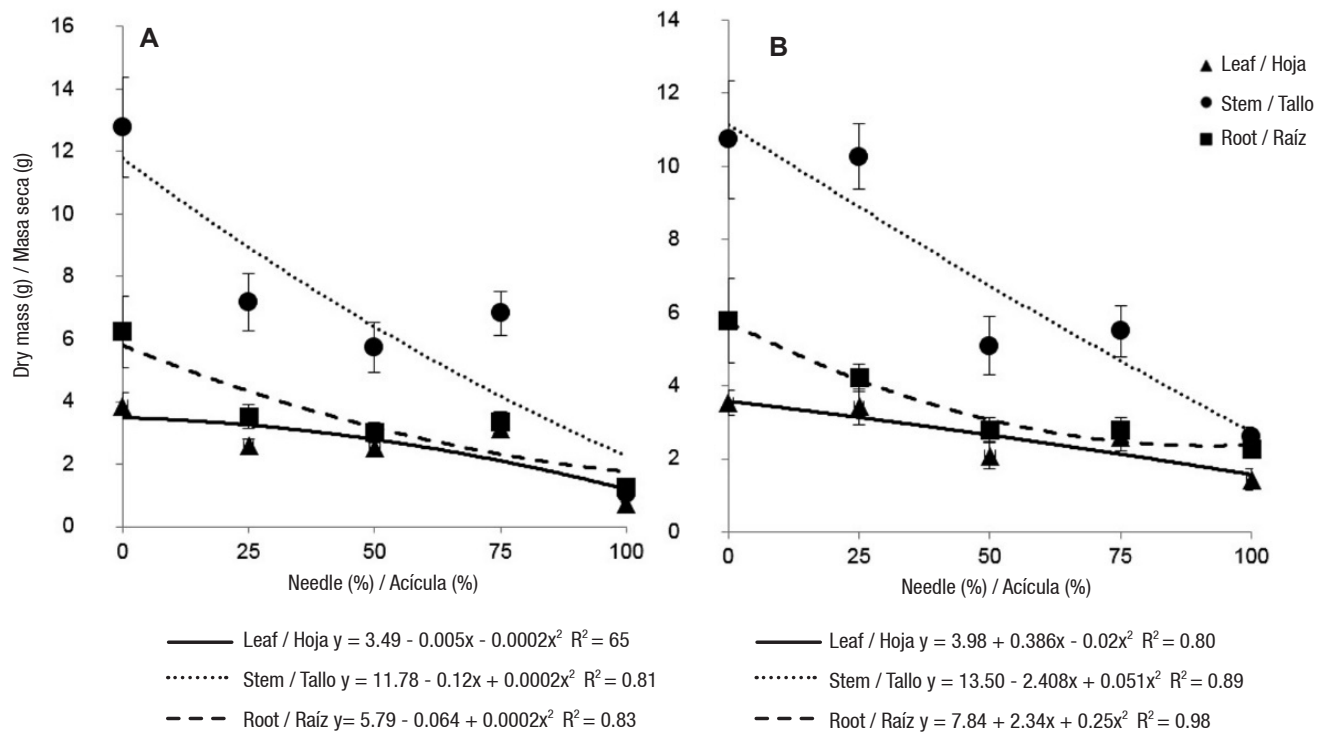 A
B
Dry mass (g) / Masa seca (g)
16
14
12
10
8
6
4
2
0
0 25 50 75 100
Needle (%) / Acícula (%)
14
12
10
8
6
4
2
0
0 25 50 75 100
Needle (%) / Acícula (%)
Leaf / Hoja
Stem / Tallo
Root / Raíz
Leaf / Hoja y = 3.49 - 0.005x - 0.0002x² R² = 65
Stem / Tallo y = 11.78 - 0.12x + 0.0002x² R² = 0.81
Root / Raíz y= 5.79 - 0.064 + 0.0002x² R² = 0.83
Leaf / Hoja y = 3.98 + 0.386x - 0.02x² R² = 0.80
Stem / Tallo y = 13.50 - 2.408x + 0.051x² R² = 0.89
Root / Raíz y = 7.84 + 2.34x + 0.25x² R² = 0.98